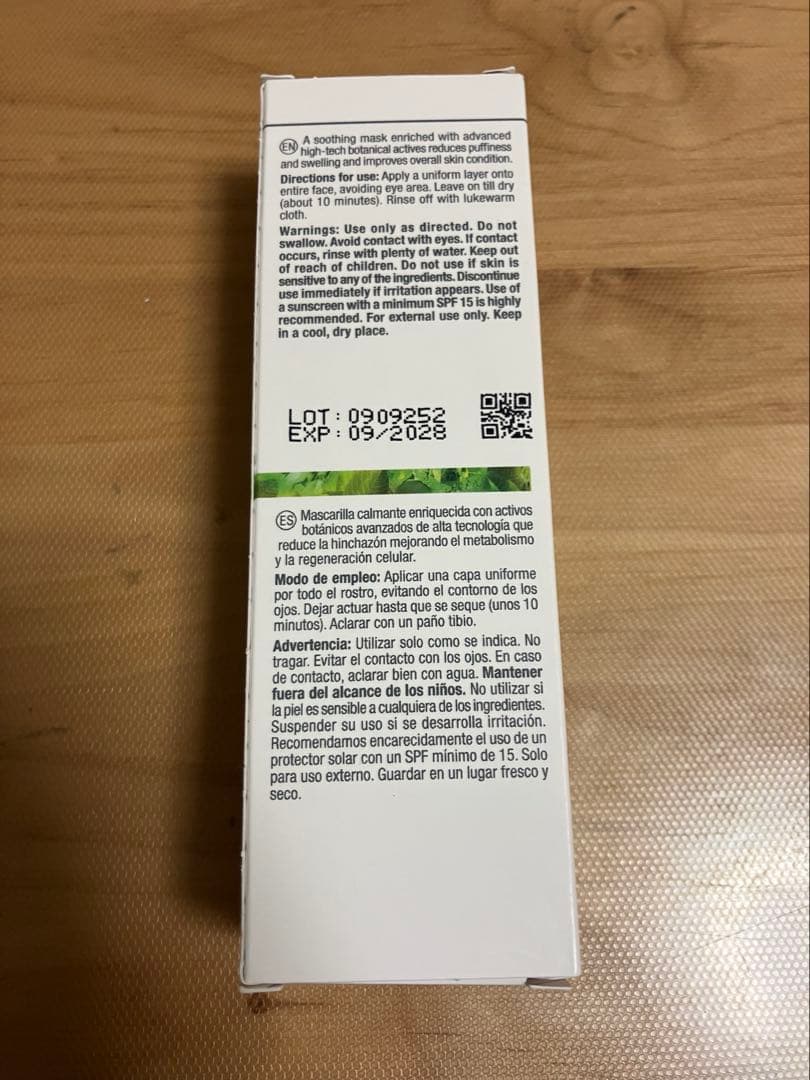 EN A soothing mask enriched with advanced
high-tech botanical actives reduces puffiness
and swelling and improves overall skin condition.
Directions for use: Apply a uniform layer onto
entire face, avoiding eye area. Leave on till dry
(about 10 minutes). Rinse off with lukewarm
cloth.
Warnings: Use only as directed. Do not
swallow. Avoid contact with eyes. If contact
occurs, rinse with plenty of water. Keep out
of reach of children. Do not use if skin is
sensitive to any of the ingredients. Discontinue
use immediately if irritation appears. Use of
a sunscreen with a minimum SPF 15 is highly
recommended. For external use only. Keep
in a cool, dry place.
LOT : 0909252
EXP : 09/2028
ES Mascarilla calmante enriquecida con activos
botánicos avanzados de alta tecnología que
reduce la hinchazón mejorando el metabolismo
y la regeneración celular.
Modo de empleo: Aplicar una capa uniforme
por todo el rostro, evitando el contorno de los
ojos. Dejar actuar hasta que se seque (unos 10
minutos). Aclarar con un paño tibio.
Advertencia: Utilizar solo como se indica. No
tragar. Evitar el contacto con los ojos. En caso
de contacto, aclarar bien con agua. Mantener
fuera del alcance de los niños. No utilizar si
la piel es sensible a cualquiera de los ingredientes.
Suspender su uso si se desarrolla irritación.
Recomendamos encarecidamente el uso de un
protector solar con un SPF mínimo de 15. Solo
para uso externo. Guardar en un lugar fresco y
seco.